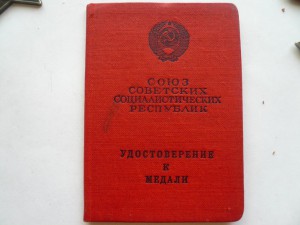 СОЮЗ
СОВЕТСКИХ
СОЦИАЛИСТИЧЕСКИХ
РЕСПУБЛИК
УДОСТОВЕРЕНИЕ
К
МЕДАЛИ